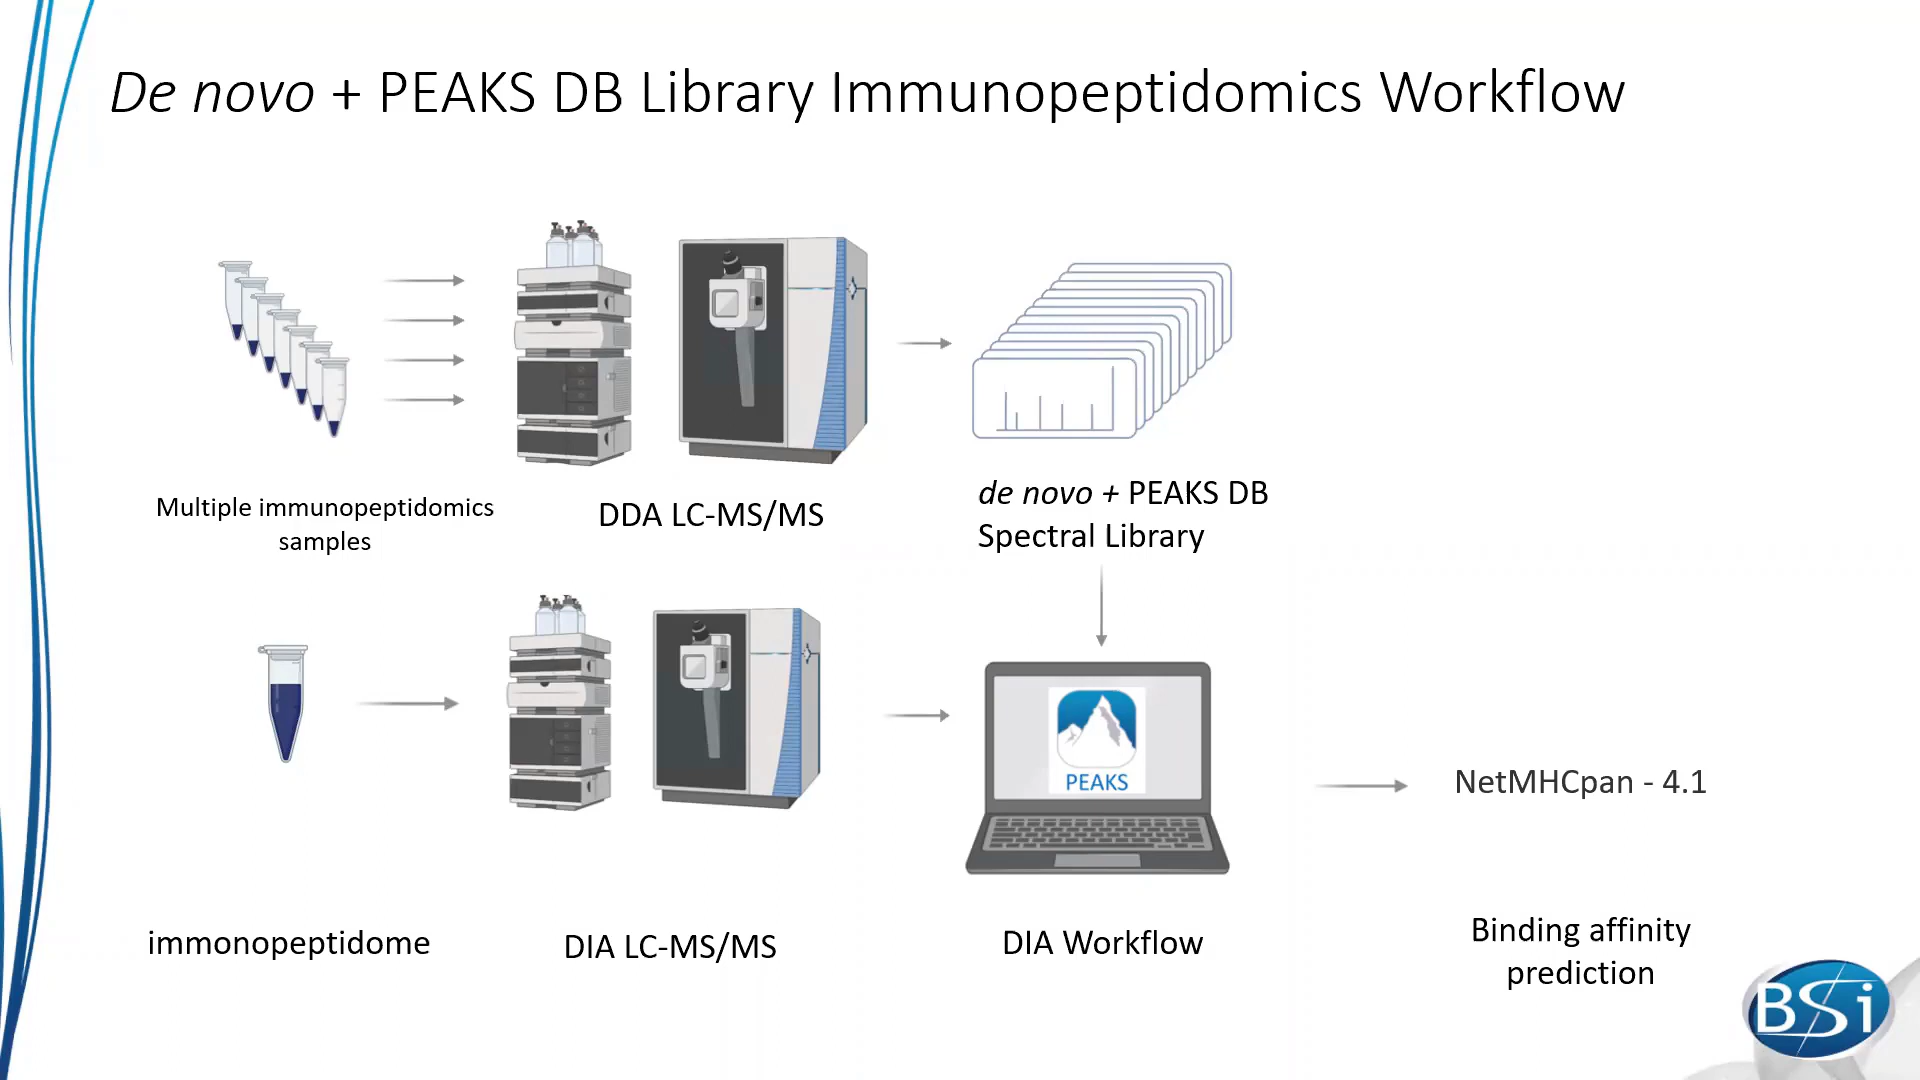 De novo + PEAKS DB Library Immunopeptidomics Workflow
Multiple immunopeptidomics
samples
DDA LC-MS/MS
de novo + PEAKS DB
Spectral Library
PEAKS
NetMHCpan - 4.1
immonopeptidome
DIA LC-MS/MS
DIA Workflow
Binding affinity
prediction
BSi